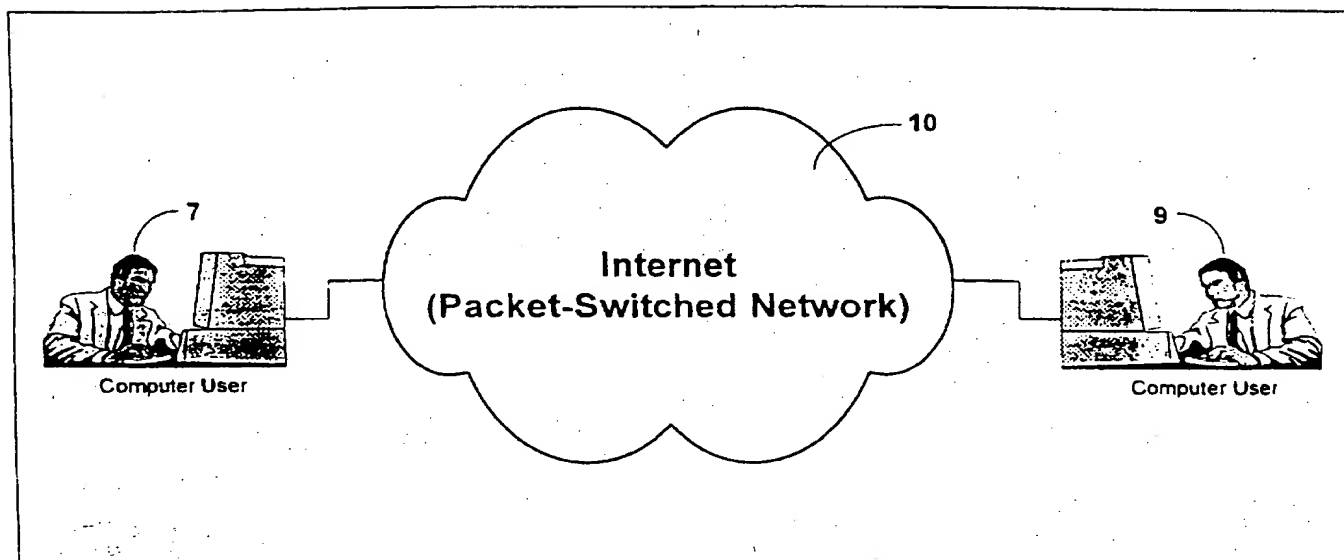 10
7
9
Internet
(Packet-Switched Network)
Computer User
Computer User